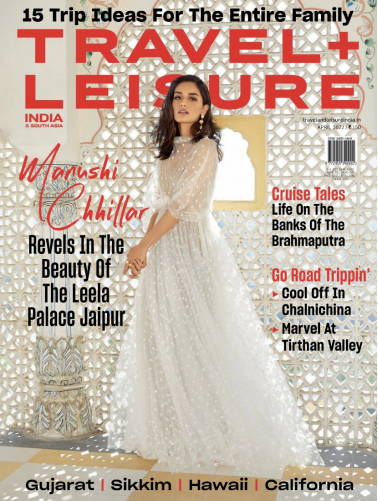 15 Trip Ideas For The Entire Family
TRAVEL+
LEISURE
INDIA
& SOUTH ASIA
travelandleisureindia.in
APRIL 2022 / ₹150
Manushi
Chhillar
Revels In The
Beauty Of
The Leela
Palace Jaipur
Cruise Tales
Life On The
Banks Of The
Brahmaputra
Go Road Trippin'
Cool Off In
Chalnichina
Marvel At
Tirthan Valley
Gujarat | Sikkim | Hawaii | California